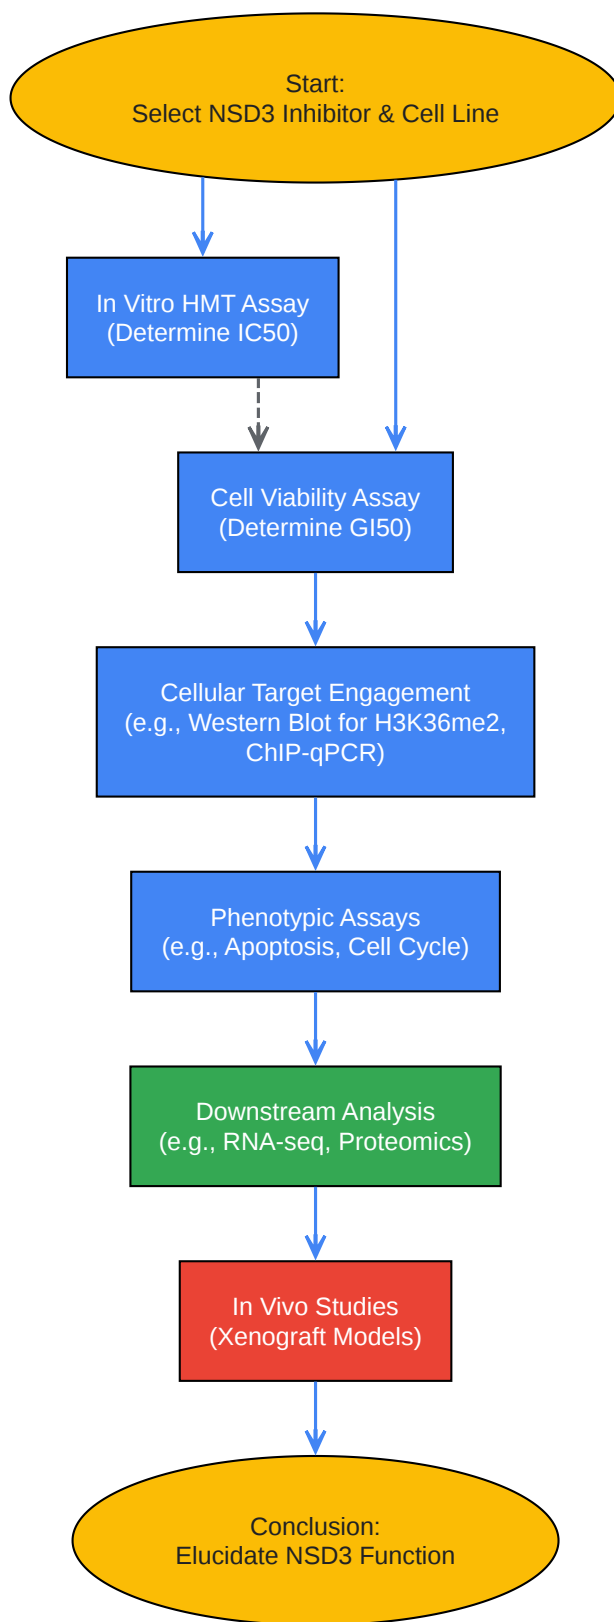 Start:
Select NSD3 Inhibitor & Cell Line
In Vitro HMT Assay
(Determine IC50)
Cell Viability Assay
(Determine GI50)
Cellular Target Engagement
(e.g., Western Blot for H3K36me2,
ChIP-qPCR)
Phenotypic Assays
(e.g., Apoptosis, Cell Cycle)
Downstream Analysis
(e.g., RNA-seq, Proteomics)
In Vivo Studies
(Xenograft Models)
Conclusion:
Elucidate NSD3 Function